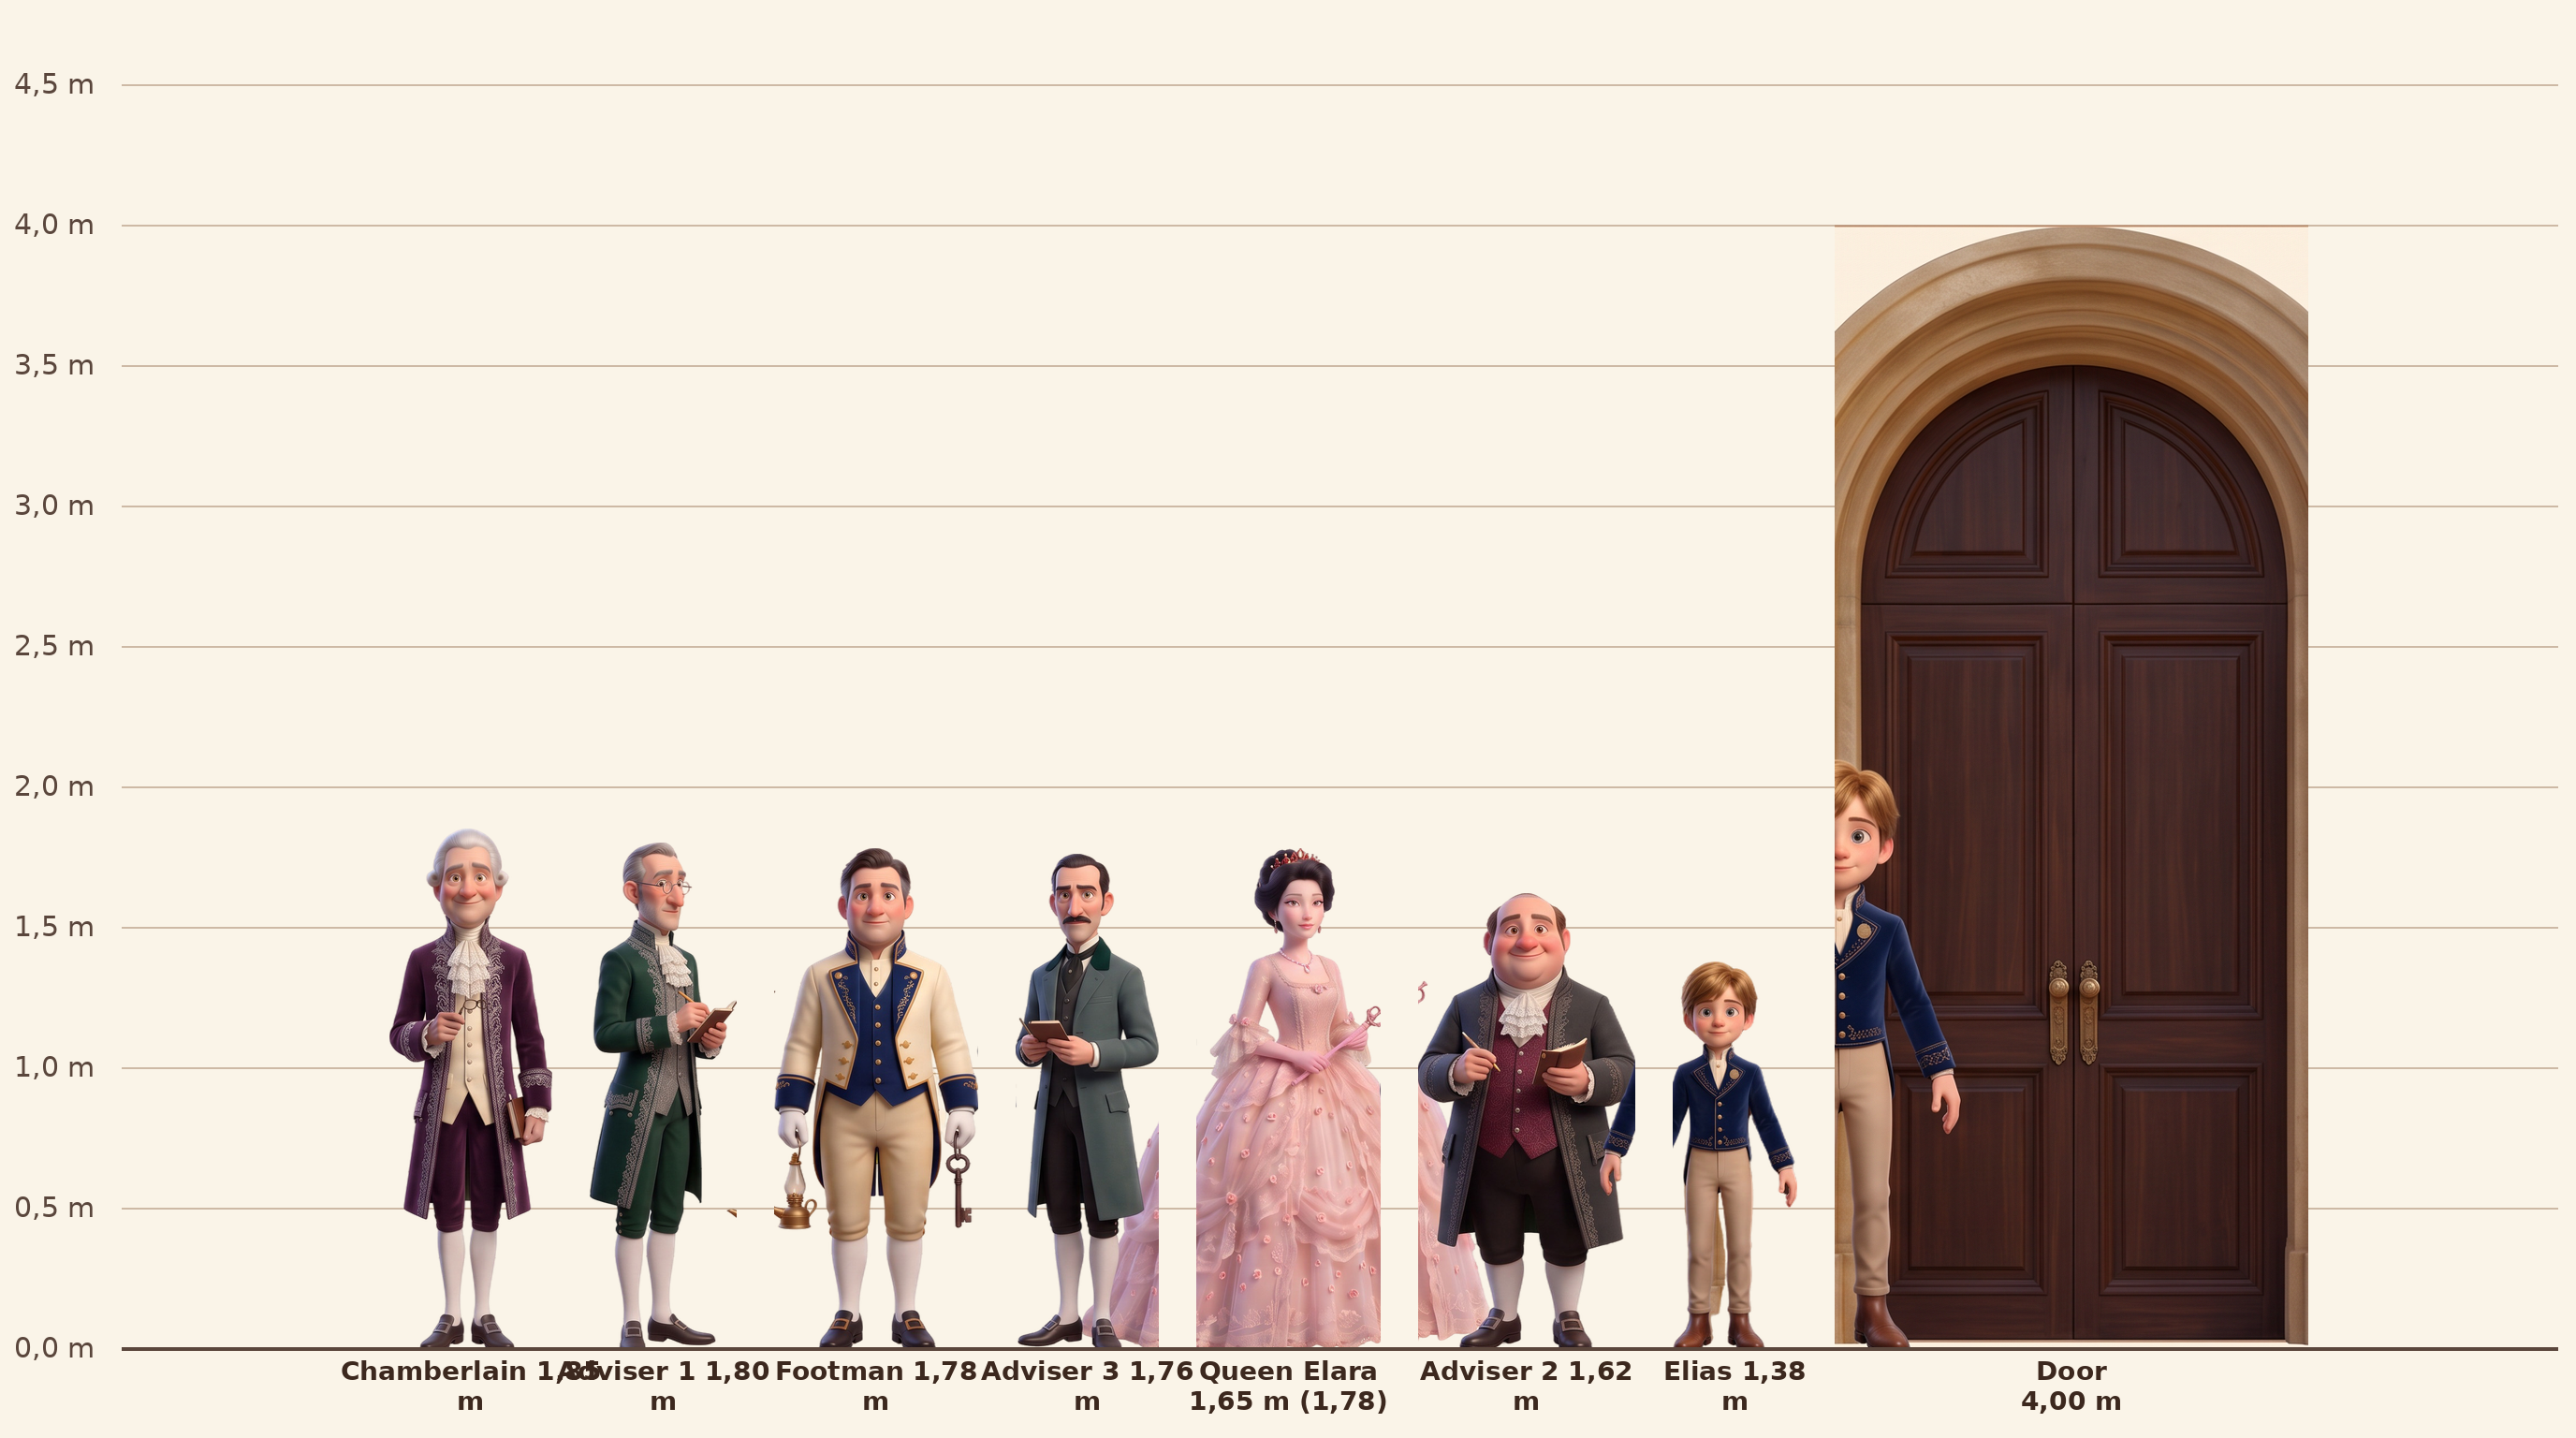 4,5 m
4,0 m
3,5 m
3,0 m
2,5 m
2,0 m
1,5 m
1,0 m
0,5 m
0,0 m
Chamberlain 1,85
m
Adviser 1 1,80
m
Footman 1,78
m
Adviser 3 1,76
m
Queen Elara
1,65 m (1,78)
Adviser 2 1,62
m
Elias 1,38
m
Door
4,00 m